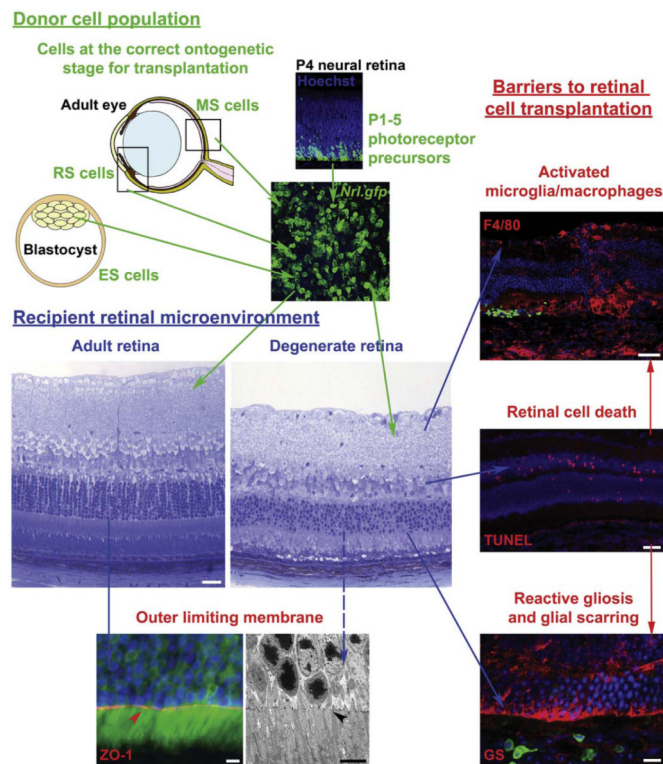 Donor cell population
Cells at the correct ontogenetic
stage for transplantation
P4 neural retina
Hoechst
Adult eye
MS cells
P1-5
photoreceptor
precursors
RS cells
Nrl.gfp
Blastocyst
ES cells
Barriers to retinal
cell transplantation
Activated
microglia/macrophages
F4/80
Recipient retinal microenvironment
Adult retina
Degenerate retina
Retinal cell death
TUNEL
Outer limiting membrane
Reactive gliosis
and glial scarring
ZO-1
GS